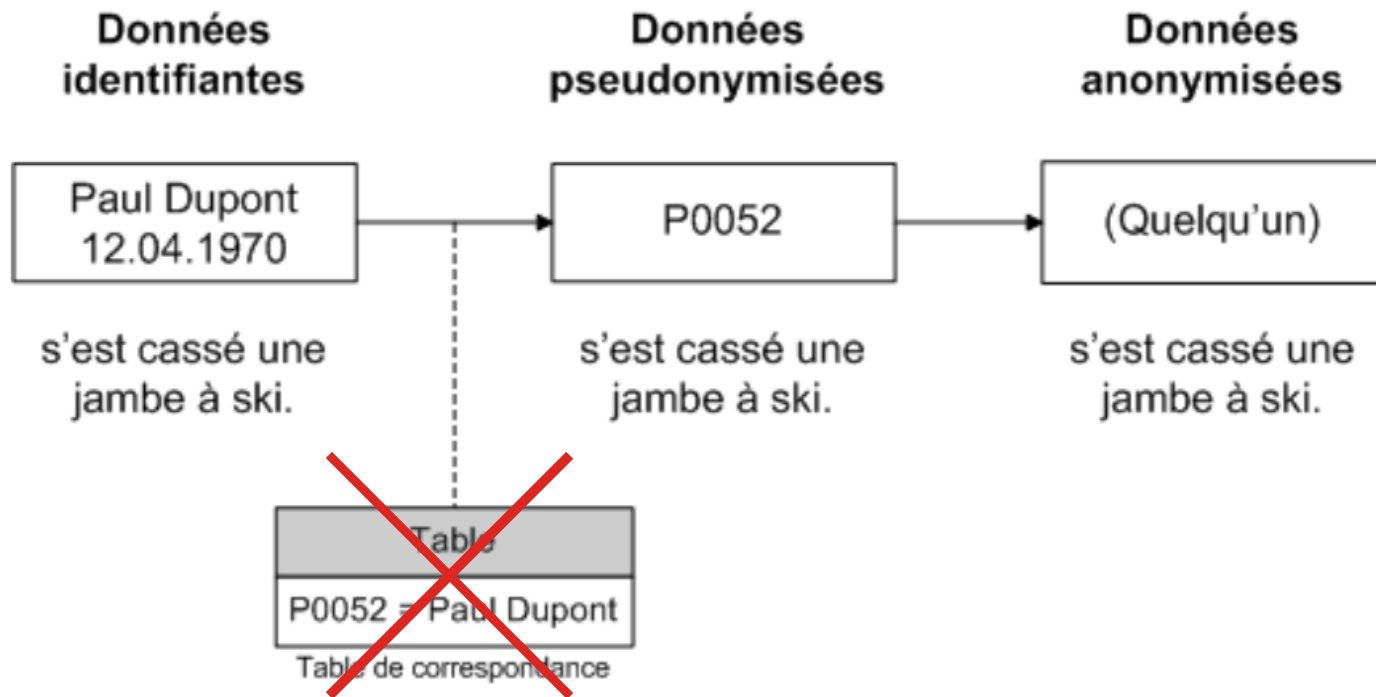 Données
identifiantes
Données
pseudonymisées
Données
anonymisées
Paul Dupont
12.04.1970
P0052
(Quelqu'un)
s'est cassé une
jambe à ski.
s'est cassé une
jambe à ski.
s'est cassé une
jambe à ski.
Table
P0052 = Paul Dupont
Table de correspondance